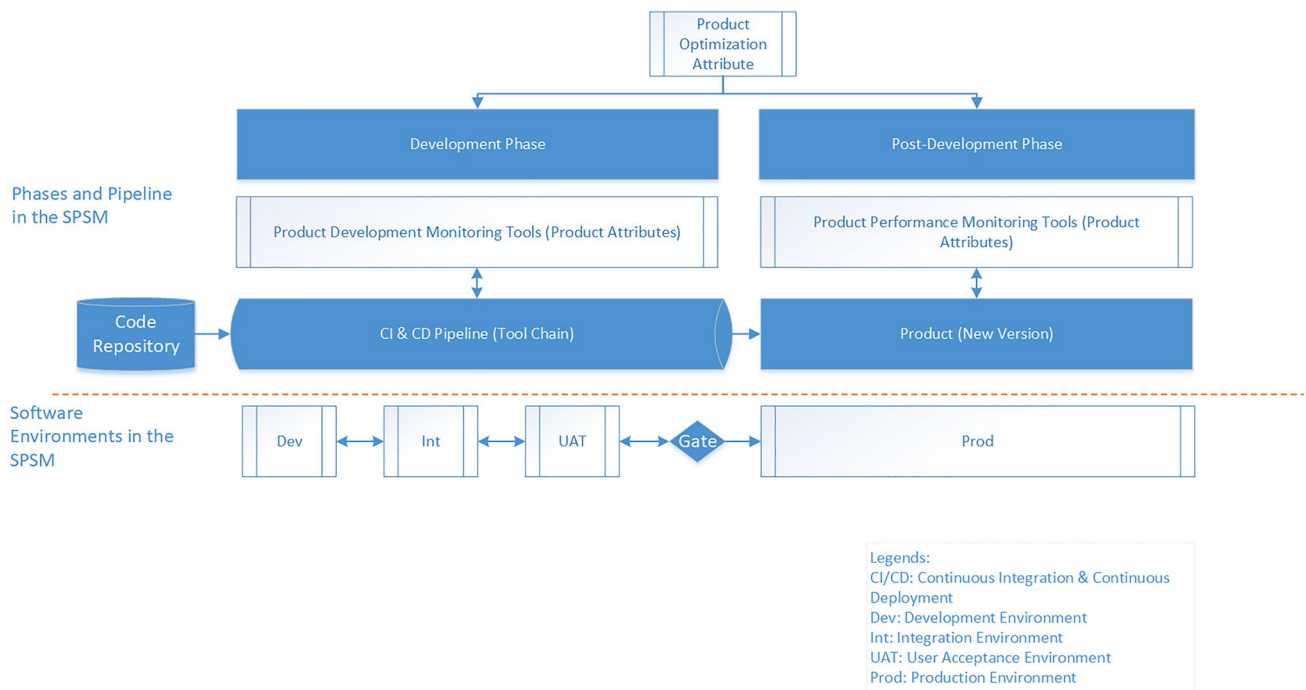 Product
Optimization
Attribute
Development Phase
Post-Development Phase
Phases and Pipeline
in the SPSM
Product Development Monitoring Tools (Product Attributes)
Product Performance Monitoring Tools (Product
Attributes)
Code
Repository
CI & CD Pipeline (Tool Chain)
Product (New Version)
Software
Environments in the
SPSM
Dev
Int
UAT
Gate
Prod
Legends:
CI/CD: Continuous Integration & Continuous
Deployment
Dev: Development Environment
Int: Integration Environment
UAT: User Acceptance Environment
Prod: Production Environment